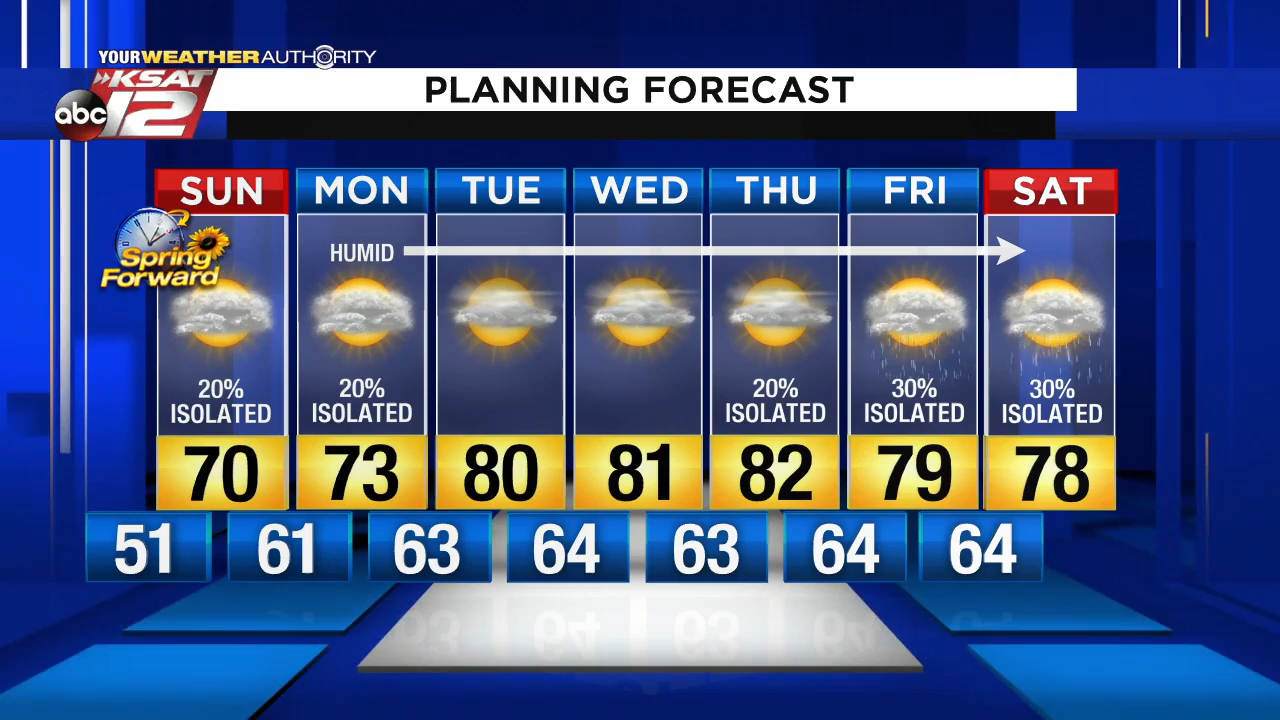 YOURWEATHERAUTHORITY
KSAT
abc 12
PLANNING FORECAST
SUN MON TUE WED THU FRI SAT
Spring
Forward
HUMID
20% 20% 20% 30% 30%
ISOLATED ISOLATED ISOLATED ISOLATED ISOLATED
70 73 80 81 82 79 78
51 61 63 64 63 64 64